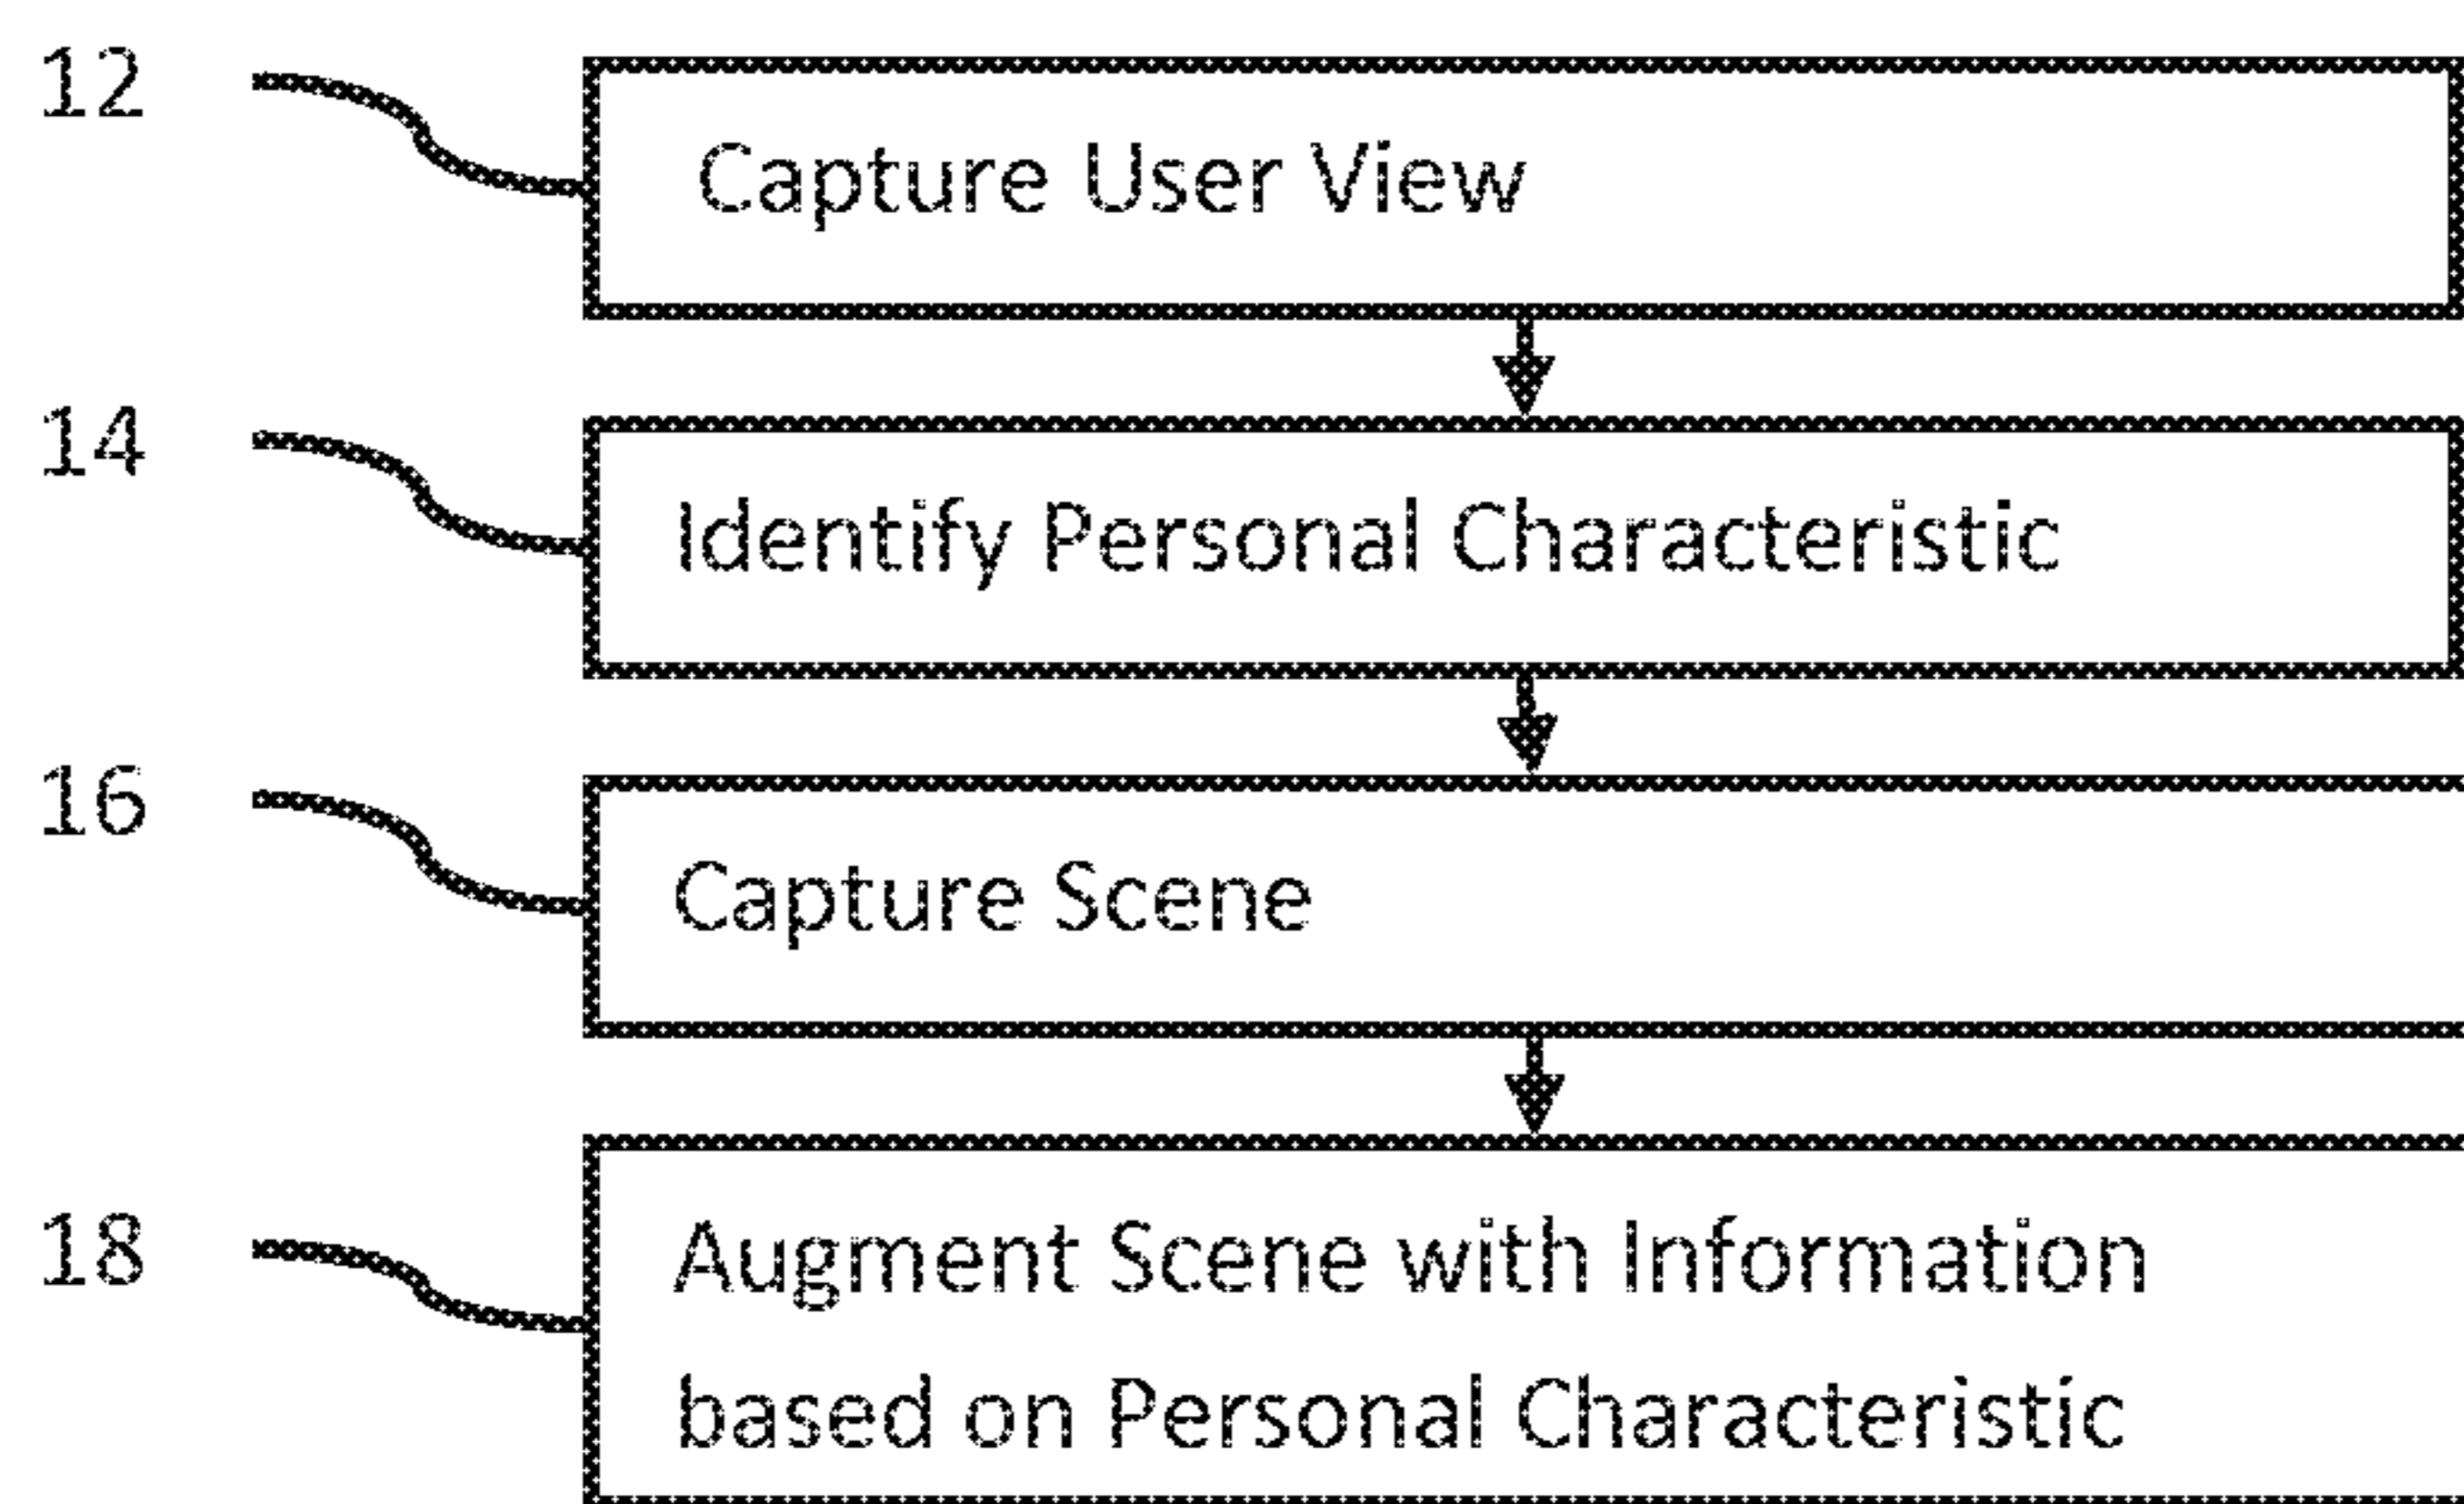 12
Capture User View
14
Identify Personal Characteristic
16
Capture Scene
18
Augment Scene with Information
based on Personal Characteristic